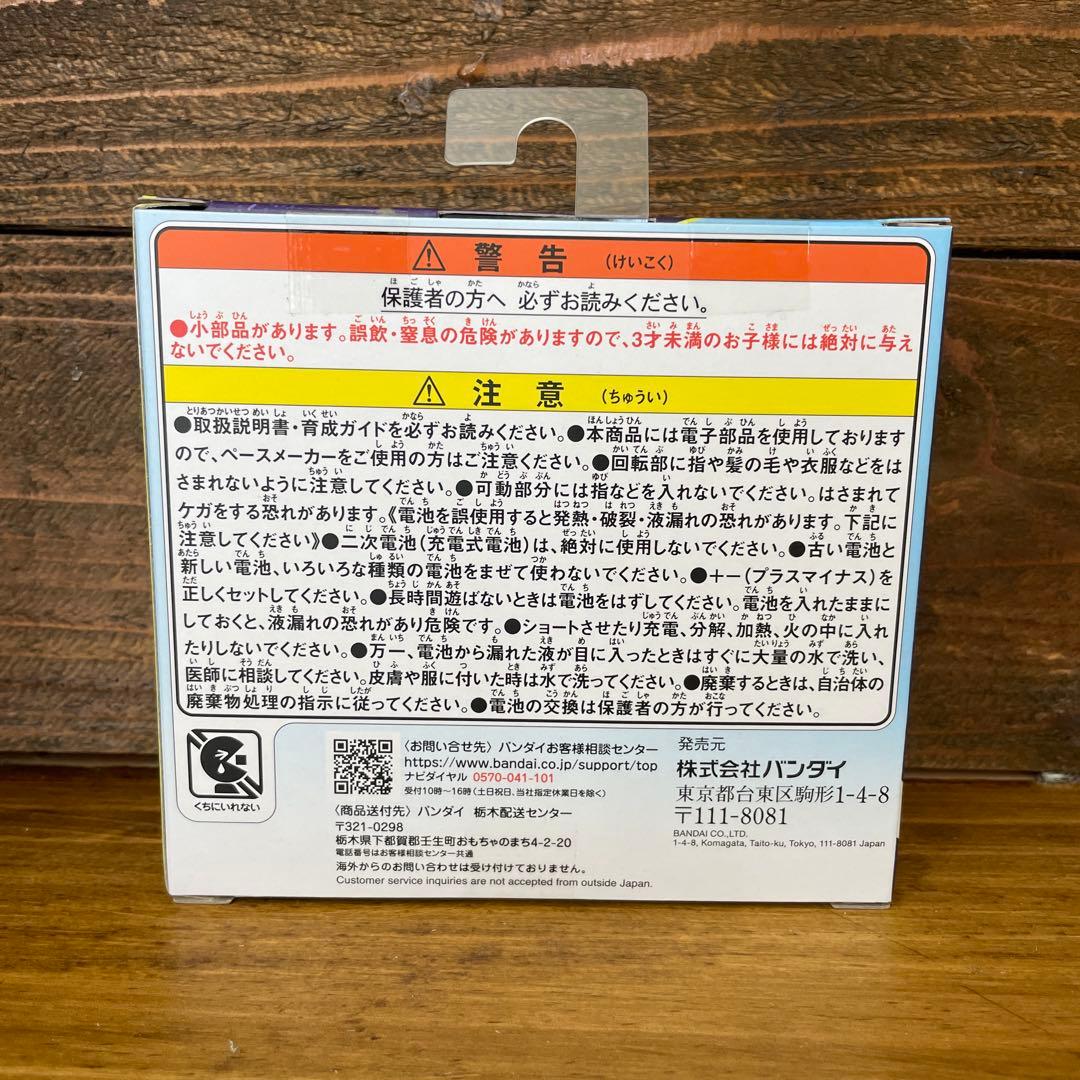 ⚠ 警告 (けいこく)
保護者の方へ 必ずお読みください。
●小部品があります。誤飲・窒息の危険がありますので、3才未満のお子様には絶対に与え
ないでください。
⚠ 注意 (ちゅうい)
●取扱説明書・育成ガイドを必ずお読みください。●本商品には電子部品を使用しております
ので、ペースメーカーをご使用の方はご注意ください。●回転部に指や髪の毛や衣服などをは
さまれないように注意してください。●可動部分には指などを入れないでください。はさまれて
ケガをする恐れがあります。《電池を誤使用すると発熱・破裂・液漏れの恐れがあります。下記に
注意してください》●二次電池(充電式電池)は、絶対に使用しないでください。●古い電池と
新しい電池、いろいろな種類の電池をまぜて使わないでください。●+−(プラスマイナス)を
正しくセットしてください。●長時間遊ばないときは電池をはずしてください。電池を入れたままに
しておくと、液漏れの恐れがあり危険です。●ショートさせたり充電、分解、加熱、火の中に入れ
たりしないでください。●万一、電池から漏れた液が目に入ったときはすぐに大量の水で洗い、
医師に相談してください。皮膚や服に付いた時は水で洗ってください。●廃棄するときは、自治体の
廃棄物処理の指示に従ってください。●電池の交換は保護者の方が行ってください。
くちにいれない
〈お問い合せ先〉バンダイお客様相談センター
https://www.bandai.co.jp/support/top
ナビダイヤル 0570-041-101
受付10時〜16時(土日祝日、当社指定休業日を除く)
〈商品送付先〉バンダイ 栃木配送センター
〒321-0298
栃木県下都賀郡壬生町おもちゃのまち4-2-20
電話番号はお客様相談センター共通
海外からのお問い合わせは受け付けておりません。
Customer service inquiries are not accepted from outside Japan.
発売元
株式会社バンダイ
東京都台東区駒形1-4-8
〒111-8081
BANDAI CO.,LTD.
1-4-8, Komagata, Taito-ku, Tokyo, 111-8081 Japan